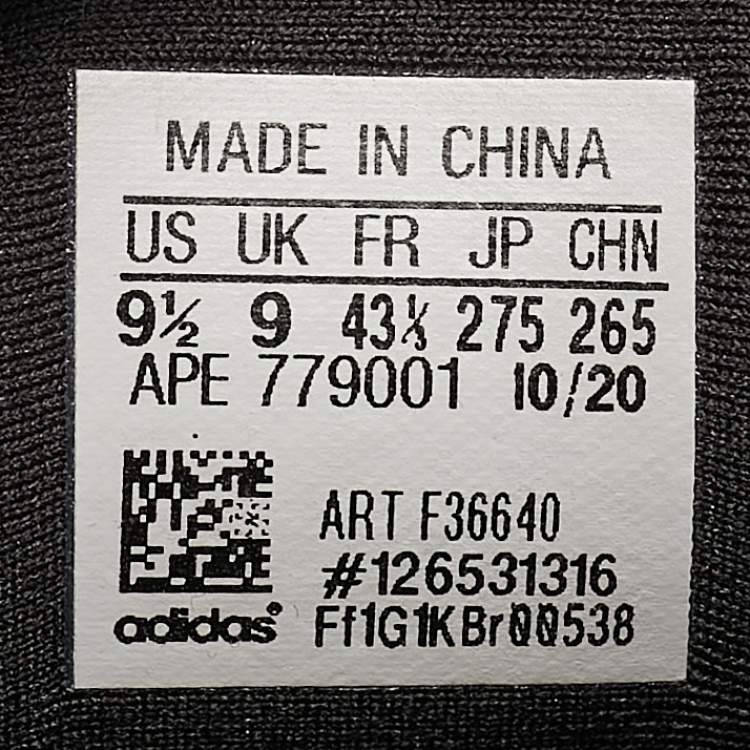 MADE IN CHINA
US UK FR JP CHN
9½ 9 43⅓ 275 265
APE 779001 10/20
ART F36640
#126531316
adidas® Ff1G1KBr00538